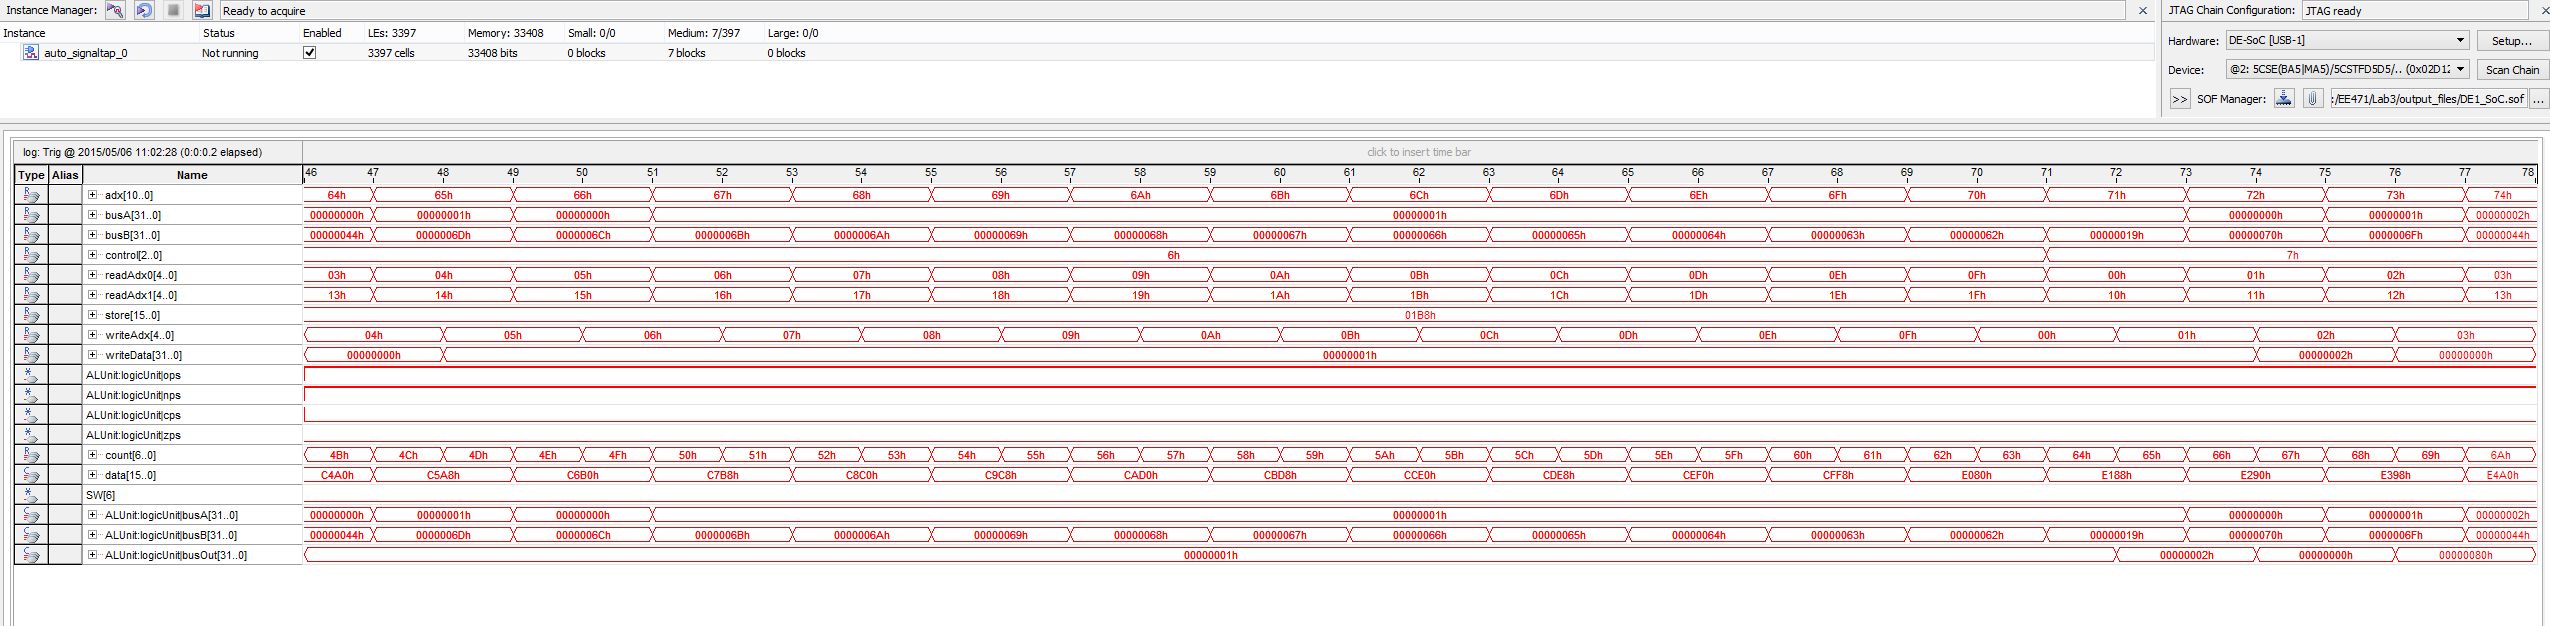 Instance Manager: Ready to acquire × JTAG Chain Configuration: JTAG ready ×
Instance Status Enabled LEs: 3397 Memory: 33408 Small: 0/0 Medium: 7/397 Large: 0/0
Hardware: DE-SoC [USB-1] Setup...
auto_signaltap_0 Not running 3397 cells 33408 bits 0 blocks 7 blocks 0 blocks
Device: @2: 5CSE(BA5|MA5)/5CSTFD5D5/.. (0x02D12 Scan Chain
>> SOF Manager: :/EE471/Lab3/output_files/DE1_SoC.sof ...
log: Trig @ 2015/05/06 11:02:28 (0:0:0.2 elapsed) click to insert time bar
Type Alias Name 46 47 48 49 50 51 52 53 54 55 56 57 58 59 60 61 62 63 64 65 66 67 68 69 70 71 72 73 74 75 76 77 78
adx[10..0] 64h 65h 66h 67h 68h 69h 6Ah 6Bh 6Ch 6Dh 6Eh 6Fh 70h 71h 72h 73h 74h
busA[31..0] 00000000h 00000001h 00000000h 00000001h 00000000h 00000001h 00000002h
busB[31..0] 00000044h 0000006Dh 0000006Ch 0000006Bh 0000006Ah 00000069h 00000068h 00000067h 00000066h 00000065h 00000064h 00000063h 00000062h 00000019h 00000070h 0000006Fh 00000044h
control[2..0] 6h 7h
readAdx0[4..0] 03h 04h 05h 06h 07h 08h 09h 0Ah 0Bh 0Ch 0Dh 0Eh 0Fh 00h 01h 02h 03h
readAdx1[4..0] 13h 14h 15h 16h 17h 18h 19h 1Ah 1Bh 1Ch 1Dh 1Eh 1Fh 10h 11h 12h 13h
store[15..0] 01B8h
writeAdx[4..0] 04h 05h 06h 07h 08h 09h 0Ah 0Bh 0Ch 0Dh 0Eh 0Fh 00h 01h 02h 03h
writeData[31..0] 00000000h 00000001h 00000002h 00000000h
ALUnit:logicUnit|ops
ALUnit:logicUnit|nps
ALUnit:logicUnit|cps
ALUnit:logicUnit|zps
count[6..0] 4Bh 4Ch 4Dh 4Eh 4Fh 50h 51h 52h 53h 54h 55h 56h 57h 58h 59h 5Ah 5Bh 5Ch 5Dh 5Eh 5Fh 60h 61h 62h 63h 64h 65h 66h 67h 68h 69h 6Ah
data[15..0] C4A0h C5A8h C6B0h C7B8h C8C0h C9C8h CAD0h CBD8h CCE0h CDE8h CEF0h CFF8h E080h E188h E290h E398h E4A0h
SW[6]
ALUnit:logicUnit|busA[31..0] 00000000h 00000001h 00000000h 00000001h 00000000h 00000001h 00000002h
ALUnit:logicUnit|busB[31..0] 00000044h 0000006Dh 0000006Ch 0000006Bh 0000006Ah 00000069h 00000068h 00000067h 00000066h 00000065h 00000064h 00000063h 00000062h 00000019h 00000070h 0000006Fh 00000044h
ALUnit:logicUnit|busOut[31..0] 00000001h 00000002h 00000000h 00000080h